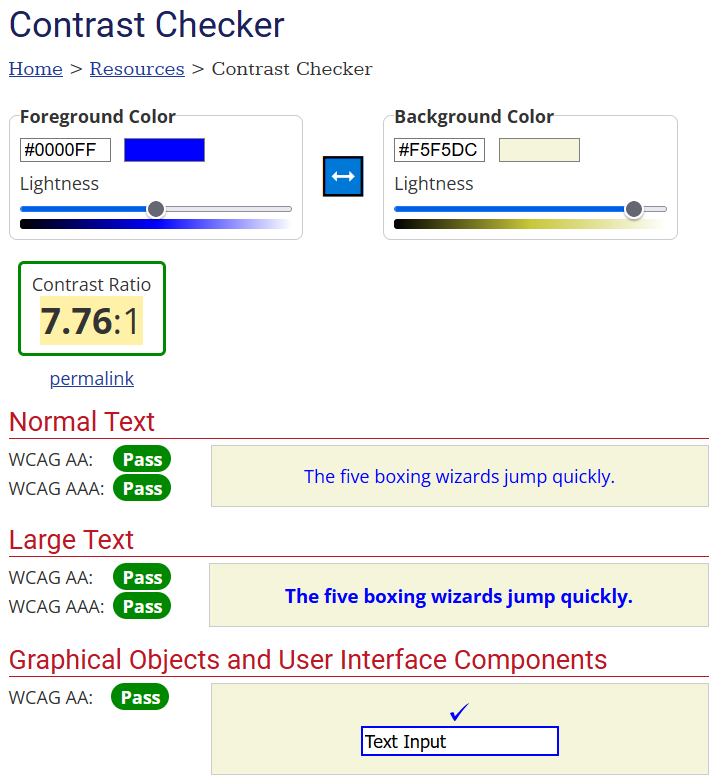 Contrast Checker
Home > Resources > Contrast Checker
Foreground Color
#0000FF
Lightness
Background Color
#F5F5DC
Lightness
Contrast Ratio
7.76:1
permalink
Normal Text
WCAG AA: Pass
WCAG AAA: Pass
The five boxing wizards jump quickly.
Large Text
WCAG AA: Pass
WCAG AAA: Pass
The five boxing wizards jump quickly.
Graphical Objects and User Interface Components
WCAG AA: Pass
Text Input